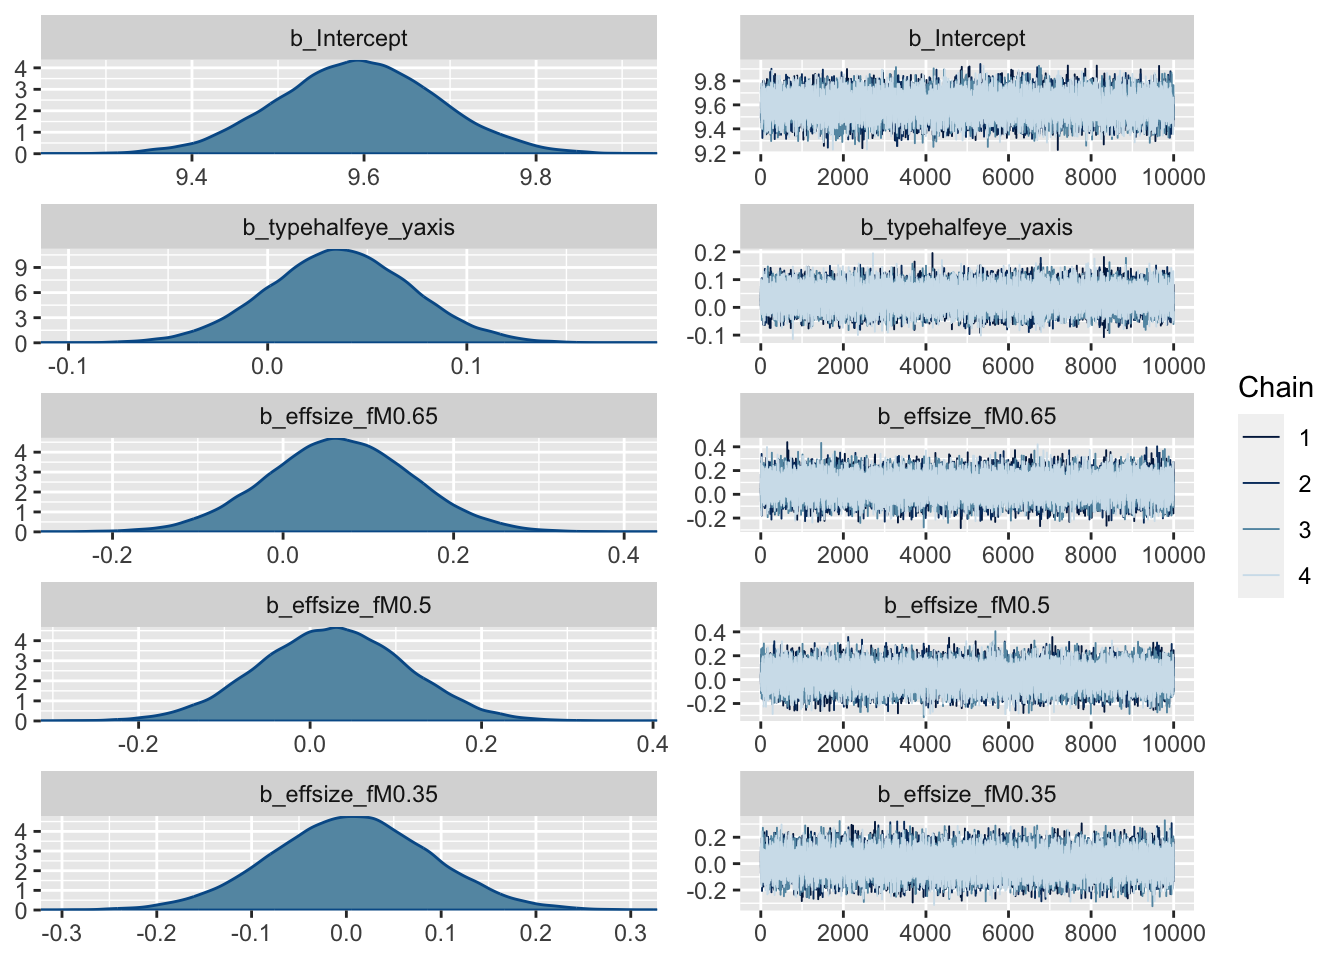 b_Intercept
4
3
2
1
0
9.4 9.6 9.8
b_Intercept
9.8
9.6
9.4
9.2
0 2000 4000 6000 8000 10000
b_typehalfeye_yaxis
9
6
3
0
-0.1 0.0 0.1
b_typehalfeye_yaxis
0.2
0.1
0.0
-0.1
0 2000 4000 6000 8000 10000
b_effsize_fM0.65
4
3
2
1
0
-0.2 0.0 0.2 0.4
b_effsize_fM0.65
0.4
0.2
0.0
-0.2
0 2000 4000 6000 8000 10000
b_effsize_fM0.5
4
3
2
1
0
-0.2 0.0 0.2 0.4
b_effsize_fM0.5
0.4
0.2
0.0
-0.2
0 2000 4000 6000 8000 10000
b_effsize_fM0.35
4
3
2
1
0
-0.3 -0.2 -0.1 0.0 0.1 0.2 0.3
b_effsize_fM0.35
0.2
0.0
-0.2
0 2000 4000 6000 8000 10000
Chain
1
2
3
4